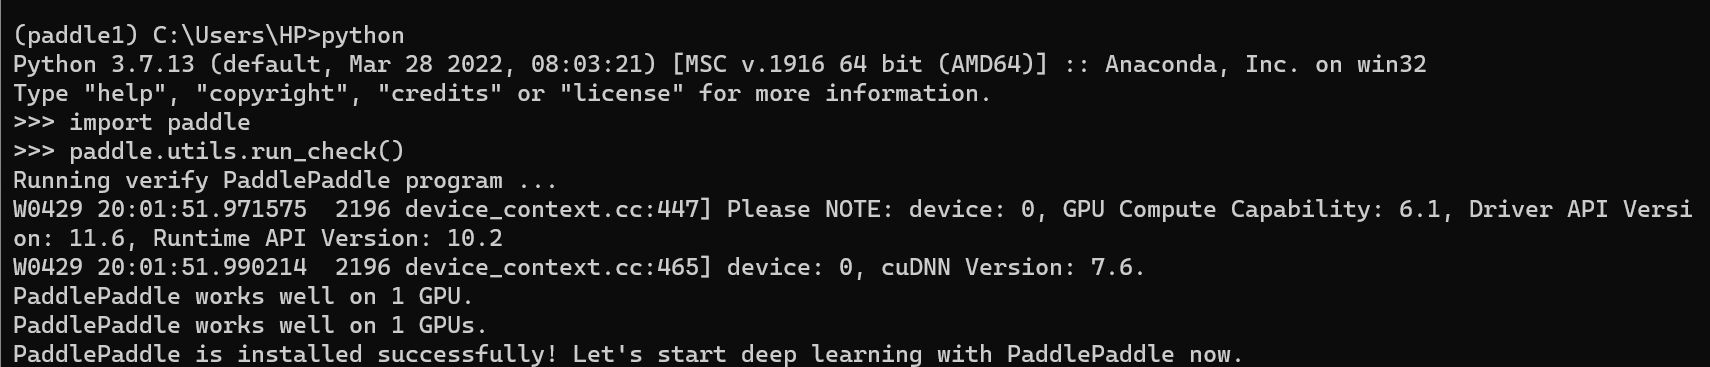 (paddle1) C:\Users\HP>python
Python 3.7.13 (default, Mar 28 2022, 08:03:21) [MSC v.1916 64 bit (AMD64)] :: Anaconda, Inc. on win32
Type "help", "copyright", "credits" or "license" for more information.
>>> import paddle
>>> paddle.utils.run_check()
Running verify PaddlePaddle program ...
W0429 20:01:51.971575  2196 device_context.cc:447] Please NOTE: device: 0, GPU Compute Capability: 6.1, Driver API Versi
on: 11.6, Runtime API Version: 10.2
W0429 20:01:51.990214  2196 device_context.cc:465] device: 0, cuDNN Version: 7.6.
PaddlePaddle works well on 1 GPU.
PaddlePaddle works well on 1 GPUs.
PaddlePaddle is installed successfully! Let's start deep learning with PaddlePaddle now.